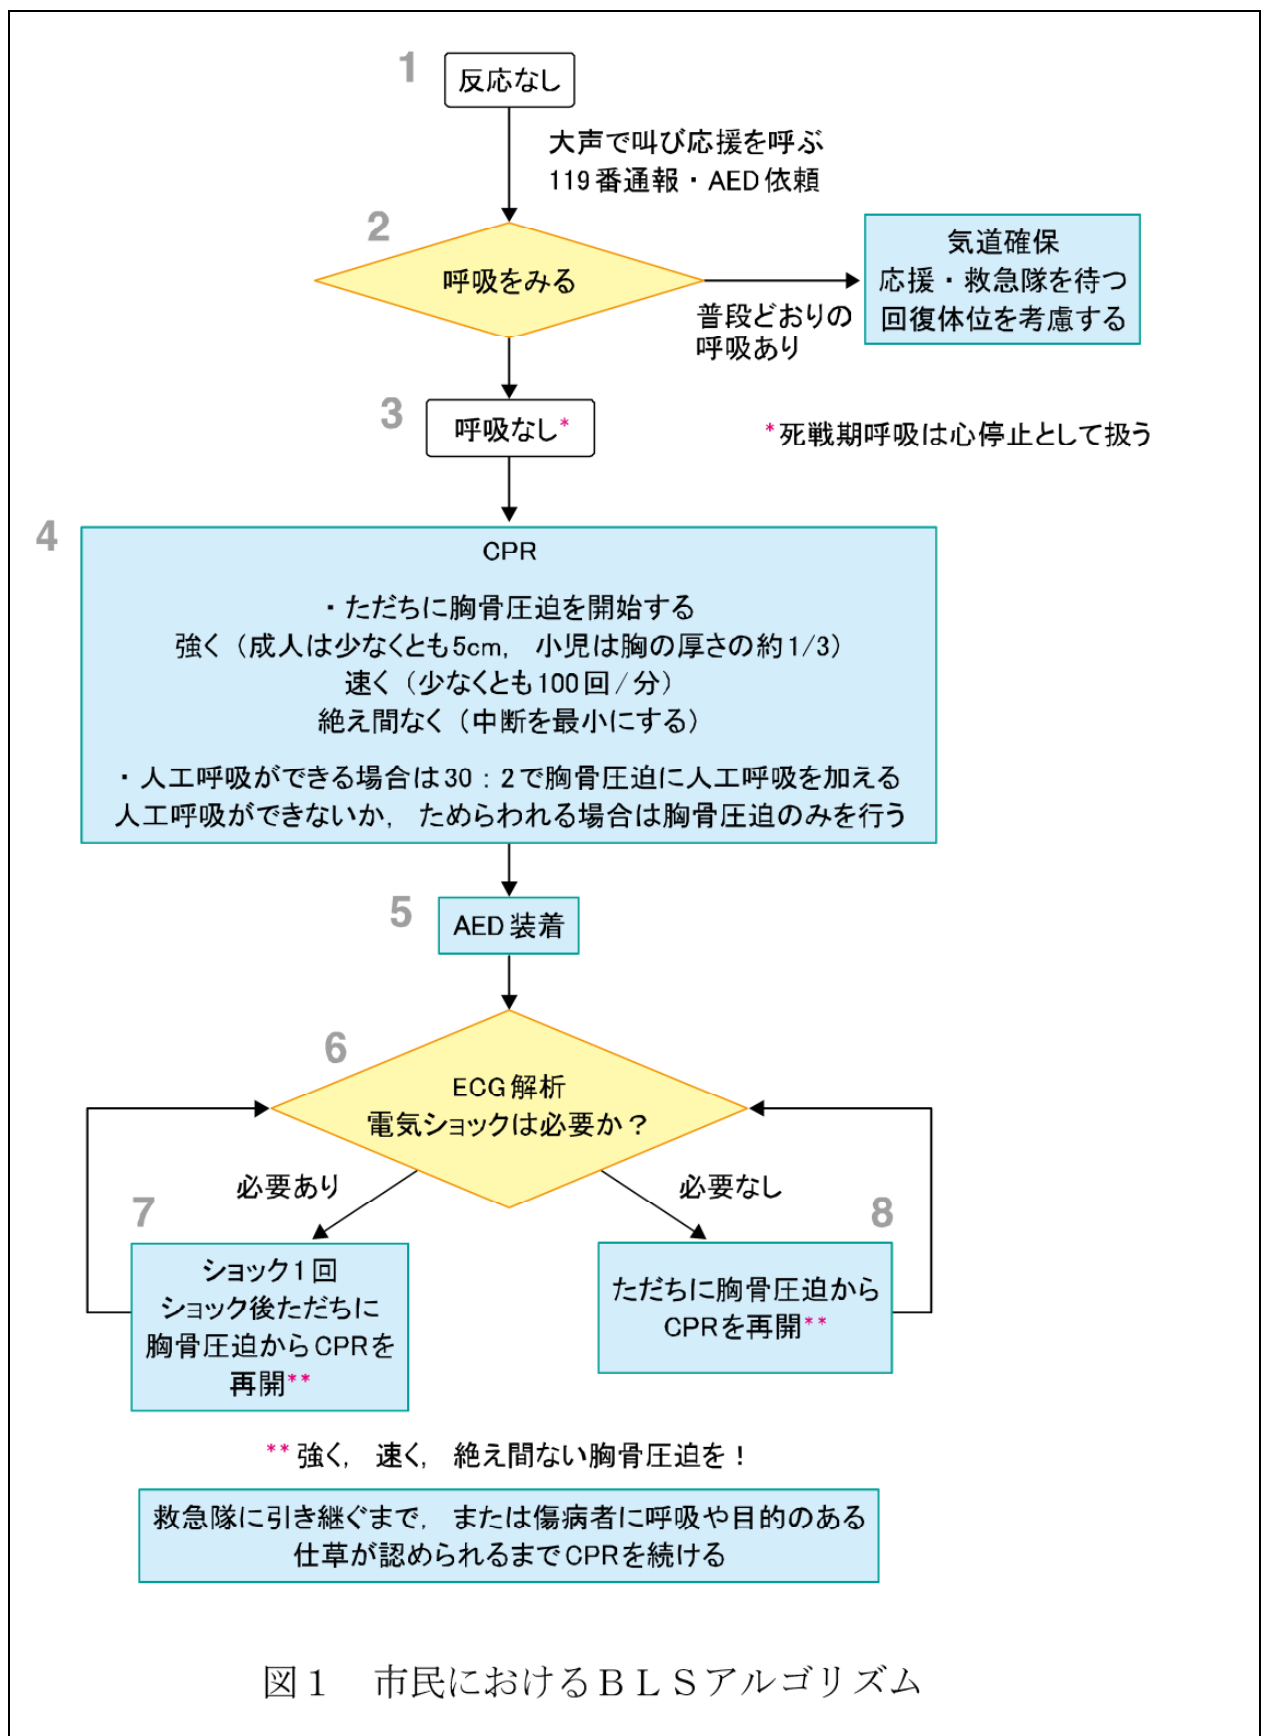 1
反応なし
大声で叫び応援を呼ぶ
119番通報・AED依頼
2
呼吸をみる
普段どおりの
呼吸あり
気道確保
応援・救急隊を待つ
回復体位を考慮する
3
呼吸なし*
*死戦期呼吸は心停止として扱う
4
CPR
・ただちに胸骨圧迫を開始する
強く（成人は少なくとも5cm, 小児は胸の厚さの約1/3）
速く（少なくとも100回/分）
絶え間なく（中断を最小にする）
・人工呼吸ができる場合は30：2で胸骨圧迫に人工呼吸を加える
人工呼吸ができないか, ためらわれる場合は胸骨圧迫のみを行う
5
AED装着
6
ECG解析
電気ショックは必要か？
必要あり
必要なし
7
ショック1回
ショック後ただちに
胸骨圧迫からCPRを
再開**
8
ただちに胸骨圧迫から
CPRを再開**
**強く, 速く, 絶え間ない胸骨圧迫を！
救急隊に引き継ぐまで, または傷病者に呼吸や目的のある
仕草が認められるまでCPRを続ける
図１　市民におけるＢＬＳアルゴリズム